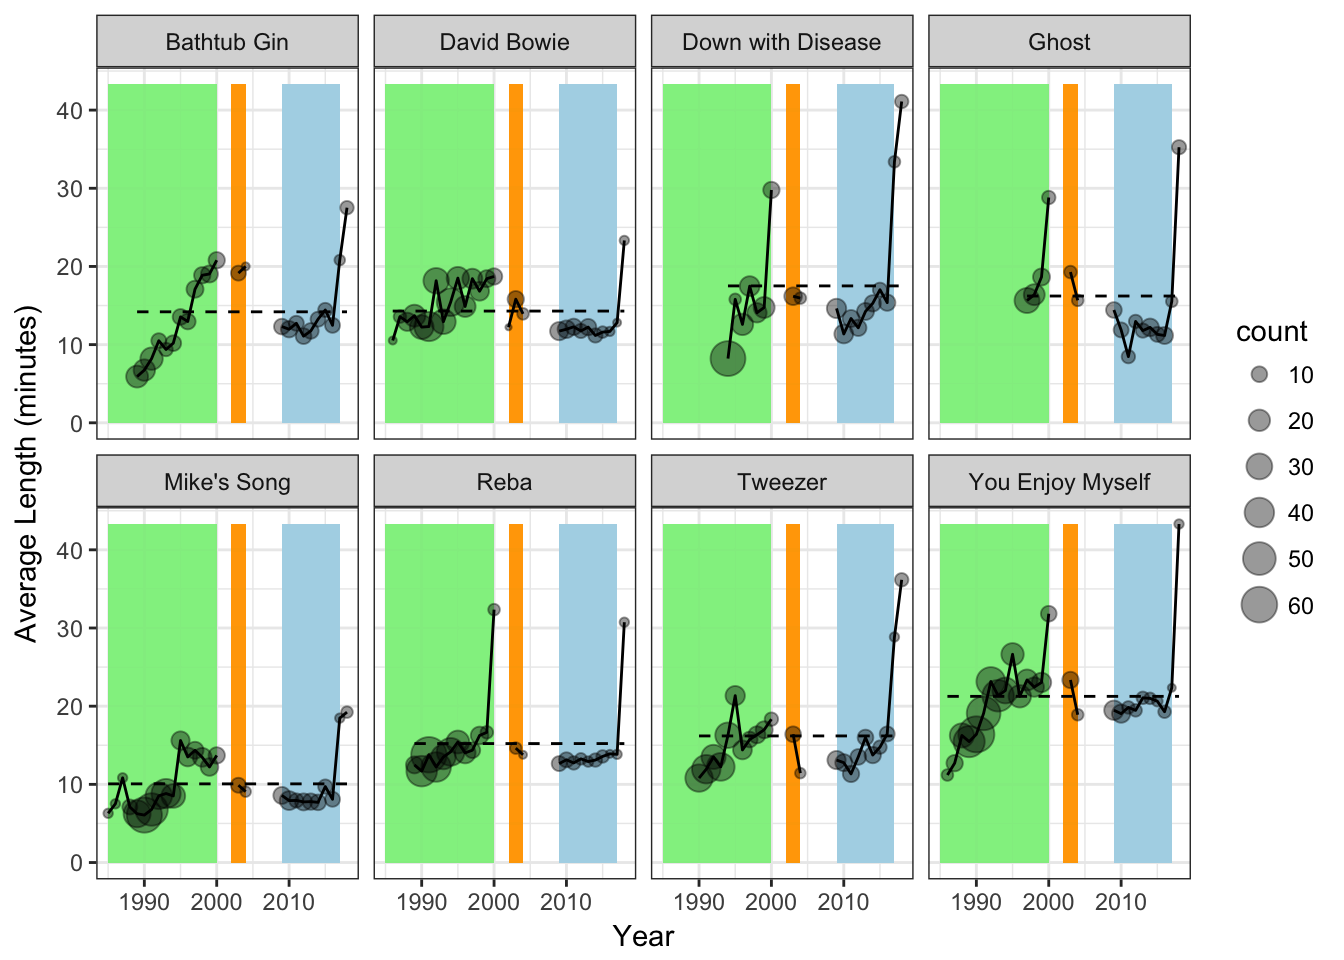 Bathtub Gin
David Bowie
Down with Disease
Ghost
40
30
20
10
0
Mike's Song
Reba
Tweezer
You Enjoy Myself
40
30
20
10
0
1990 2000 2010
1990 2000 2010
1990 2000 2010
1990 2000 2010
Year
Average Length (minutes)
count
10
20
30
40
50
60